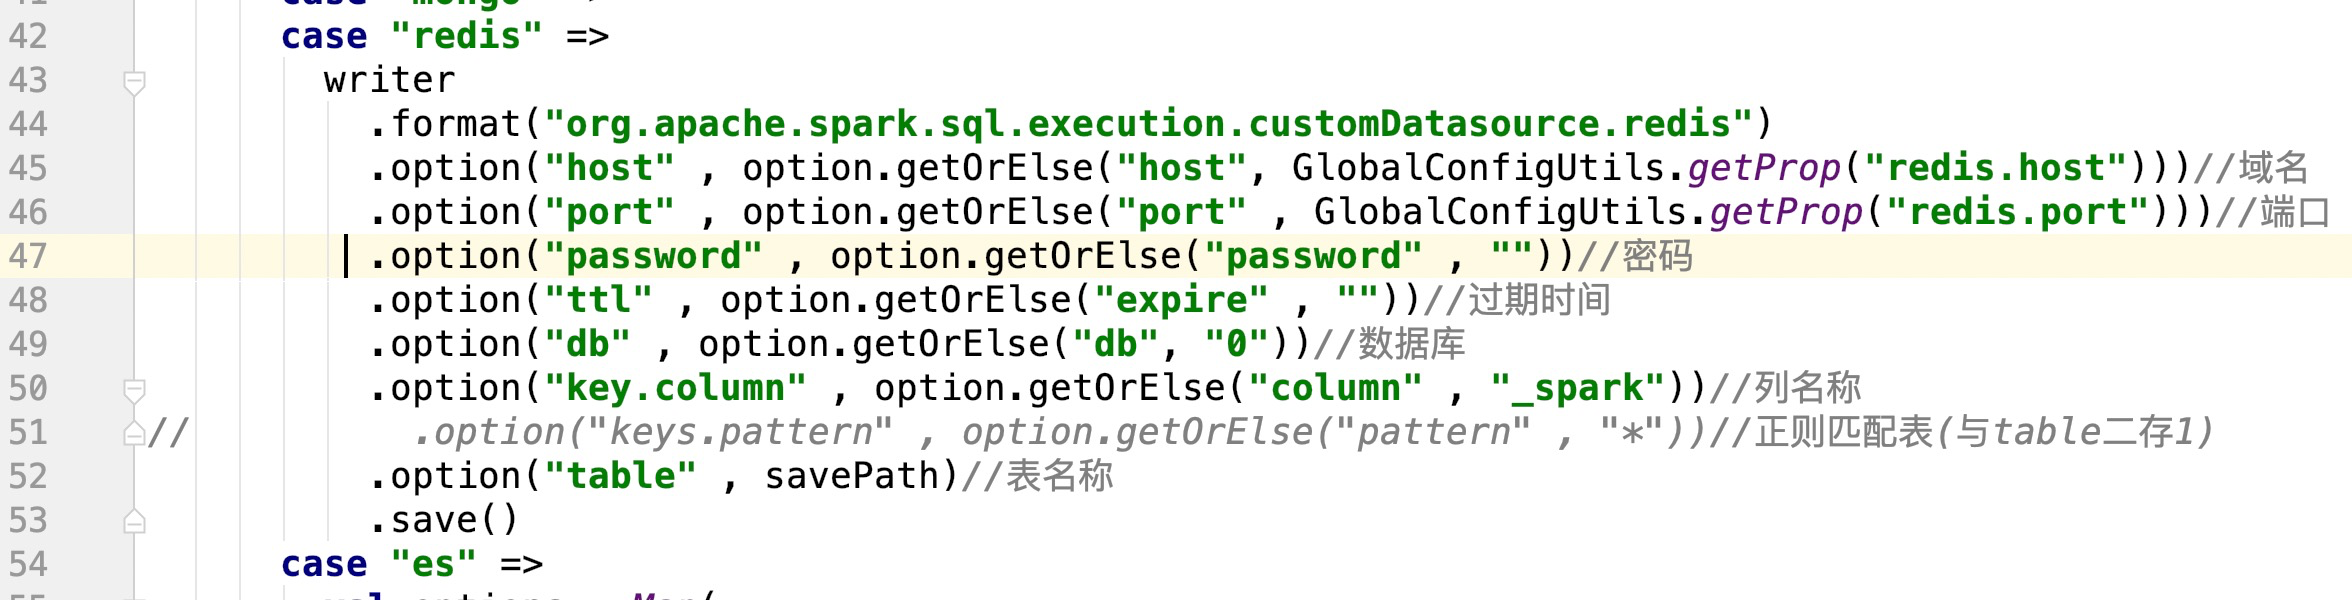 42 case "redis" =>
43 writer
44 .format("org.apache.spark.sql.execution.customDatasource.redis")
45 .option("host" , option.getOrElse("host", GlobalConfigUtils.getProp("redis.host")))//域名
46 .option("port" , option.getOrElse("port" , GlobalConfigUtils.getProp("redis.port")))//端口
47 .option("password" , option.getOrElse("password" , ""))//密码
48 .option("ttl" , option.getOrElse("expire" , ""))//过期时间
49 .option("db" , option.getOrElse("db", "0"))//数据库
50 .option("key.column" , option.getOrElse("column" , "_spark"))//列名称
51 // .option("keys.pattern" , option.getOrElse("pattern" , "*"))//正则匹配表(与table二存1)
52 .option("table" , savePath)//表名称
53 .save()
54 case "es" =>